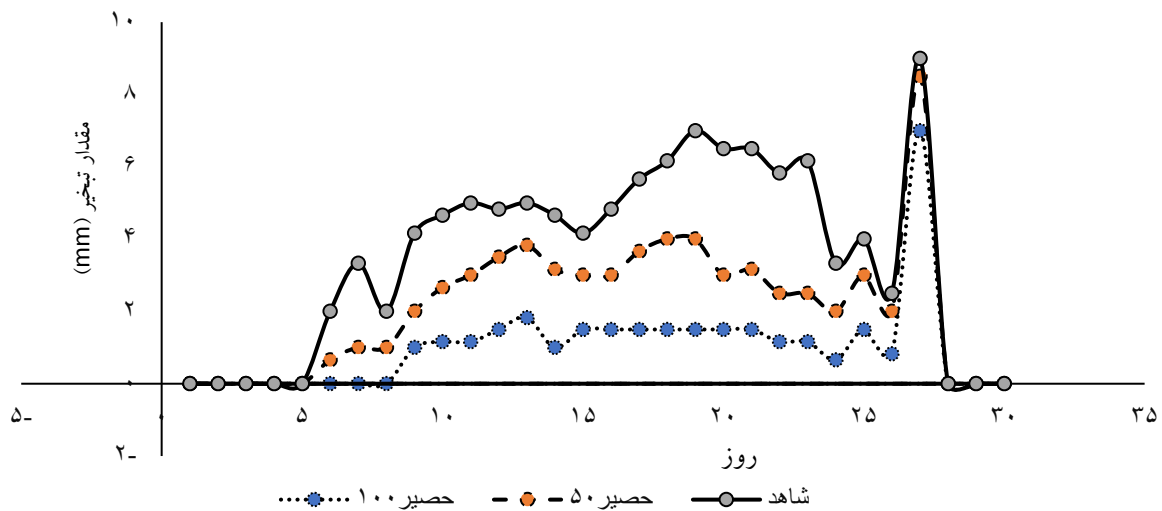 ۱۰
۸
۶
۴
۲
۰
۲-
مقدار تبخیر (mm)
۵- ۰ ۵ ۱۰ ۱۵ ۲۰ ۲۵ ۳۰ ۳۵
روز
شاهد حصیر۵۰ حصیر۱۰۰